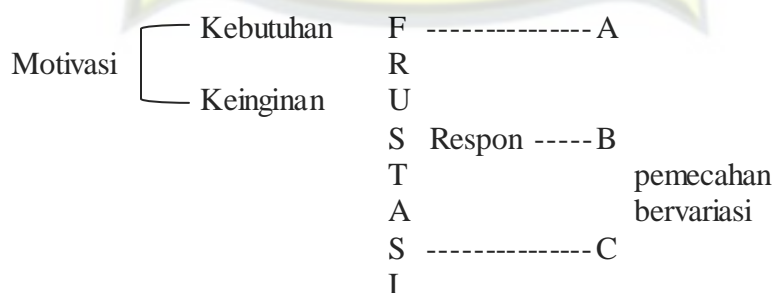 Kebutuhan F --------------- A
Motivasi R
Keinginan U
S Respon ----- B
T pemecahan
A bervariasi
S --------------- C
I